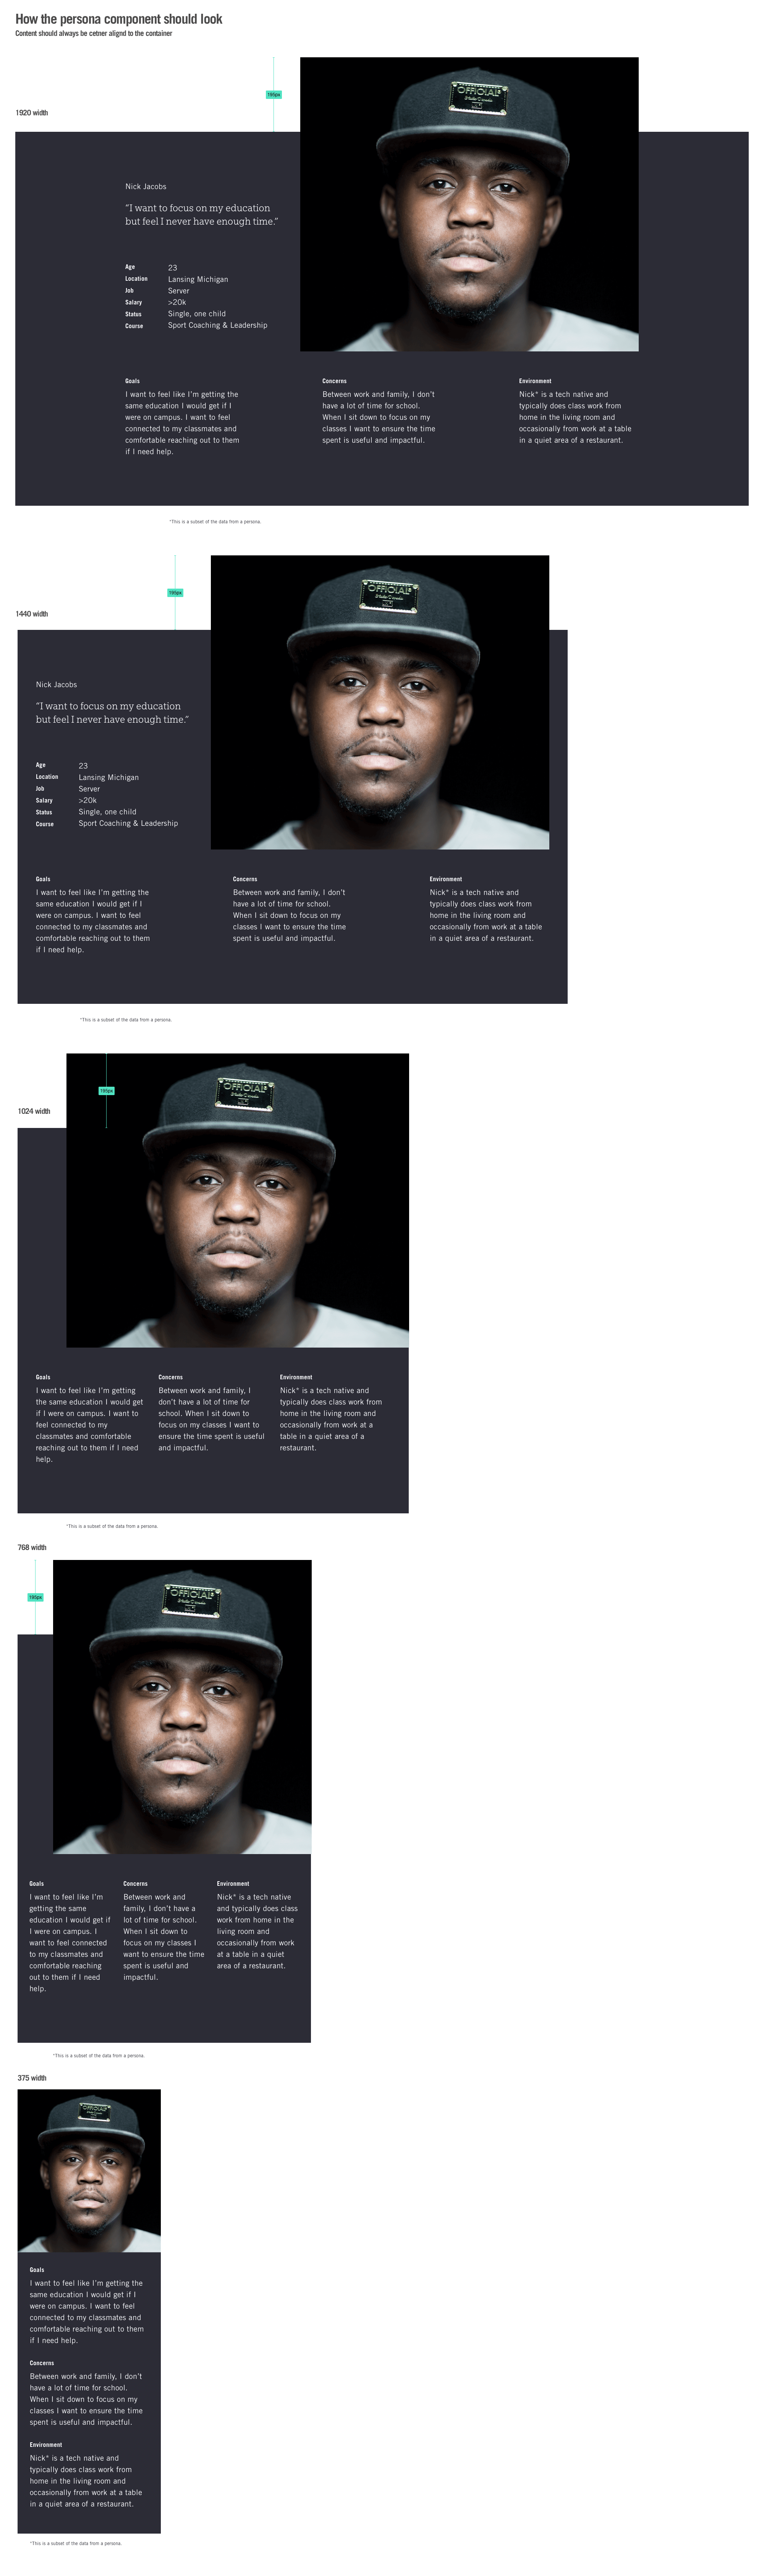 How the persona component should look
Content should always be cetner alignd to the container
195px
OFFICIAL
1920 width
Nick Jacobs
“I want to focus on my education
but feel I never have enough time.”
Age 23
Location Lansing Michigan
Job Server
Salary >20k
Status Single, one child
Course Sport Coaching & Leadership
Goals
I want to feel like I’m getting the
same education I would get if I
were on campus. I want to feel
connected to my classmates and
comfortable reaching out to them
if I need help.
Concerns
Between work and family, I don’t
have a lot of time for school.
When I sit down to focus on my
classes I want to ensure the time
spent is useful and impactful.
Environment
Nick* is a tech native and
typically does class work from
home in the living room and
occasionally from work at a table
in a quiet area of a restaurant.
*This is a subset of the data from a persona.
195px
OFFICIAL
1440 width
Nick Jacobs
“I want to focus on my education
but feel I never have enough time.”
Age 23
Location Lansing Michigan
Job Server
Salary >20k
Status Single, one child
Course Sport Coaching & Leadership
Goals
I want to feel like I’m getting the
same education I would get if I
were on campus. I want to feel
connected to my classmates and
comfortable reaching out to them
if I need help.
Concerns
Between work and family, I don’t
have a lot of time for school.
When I sit down to focus on my
classes I want to ensure the time
spent is useful and impactful.
Environment
Nick* is a tech native and
typically does class work from
home in the living room and
occasionally from work at a table
in a quiet area of a restaurant.
*This is a subset of the data from a persona.
195px
OFFICIAL
1024 width
Goals
I want to feel like I’m getting
the same education I would get
if I were on campus. I want to
feel connected to my
classmates and comfortable
reaching out to them if I need
help.
Concerns
Between work and family, I
don’t have a lot of time for
school. When I sit down to
focus on my classes I want to
ensure the time spent is useful
and impactful.
Environment
Nick* is a tech native and
typically does class work from
home in the living room and
occasionally from work at a
table in a quiet area of a
restaurant.
*This is a subset of the data from a persona.
768 width
195px
OFFICIAL
Goals
I want to feel like I’m
getting the same
education I would get if
I were on campus. I
want to feel connected
to my classmates and
comfortable reaching
out to them if I need
help.
Concerns
Between work and
family, I don’t have a
lot of time for school.
When I sit down to
focus on my classes I
want to ensure the time
spent is useful and
impactful.
Environment
Nick* is a tech native
and typically does class
work from home in the
living room and
occasionally from work
at a table in a quiet
area of a restaurant.
*This is a subset of the data from a persona.
375 width
OFFICIAL
Goals
I want to feel like I’m getting the
same education I would get if I
were on campus. I want to feel
connected to my classmates and
comfortable reaching out to them
if I need help.
Concerns
Between work and family, I don’t
have a lot of time for school.
When I sit down to focus on my
classes I want to ensure the time
spent is useful and impactful.
Environment
Nick* is a tech native and
typically does class work from
home in the living room and
occasionally from work at a table
in a quiet area of a restaurant.
*This is a subset of the data from a persona.